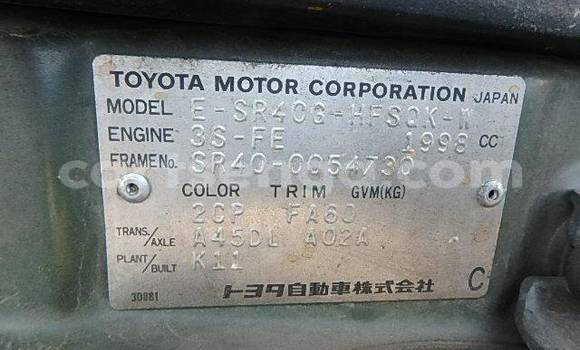 TOYOTA MOTOR CORPORATION JAPAN
MODEL E-SR40G-HFSQK-K
ENGINE 3S-FE 1998 CC
FRAME No. SR40-0054730
COLOR TRIM GVM(KG)
2CP FA60
TRANS./AXLE A45DL A02A
PLANT/BUILT K11
30881 トヨタ自動車株式会社 C